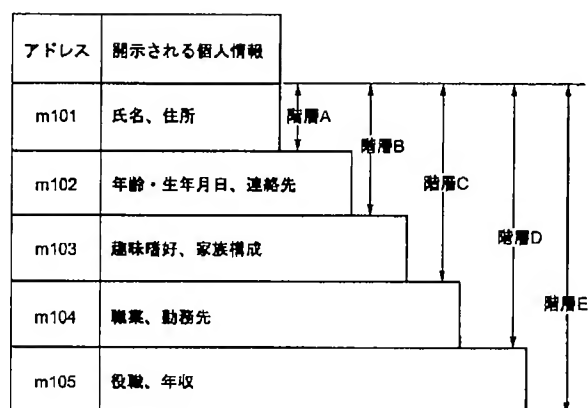 アドレス 開示される個人情報
m101 氏名、住所
階層A
階層B
m102 年齢・生年月日、連絡先
階層C
m103 趣味嗜好、家族構成
階層D
m104 職業、勤務先
階層E
m105 役職、年収